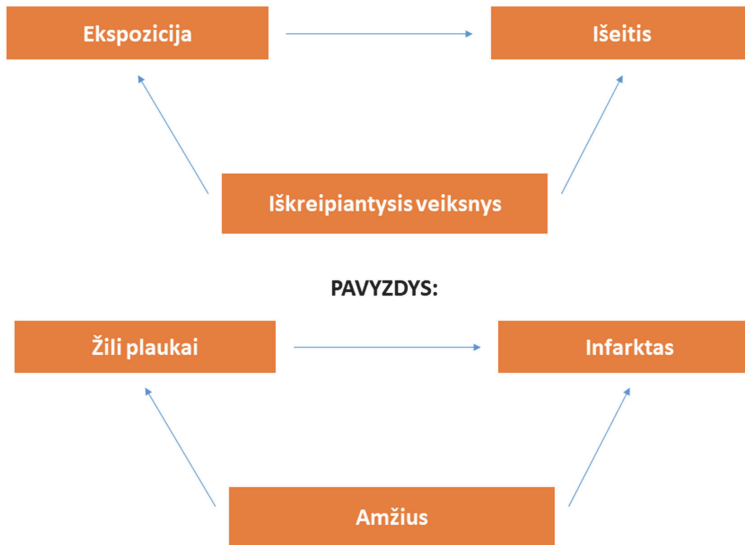 Ekspozicija
Išeitis
Iškreipiantysis veiksnys
PAVYZDYS:
Žili plaukai
Infarktas
Amžius